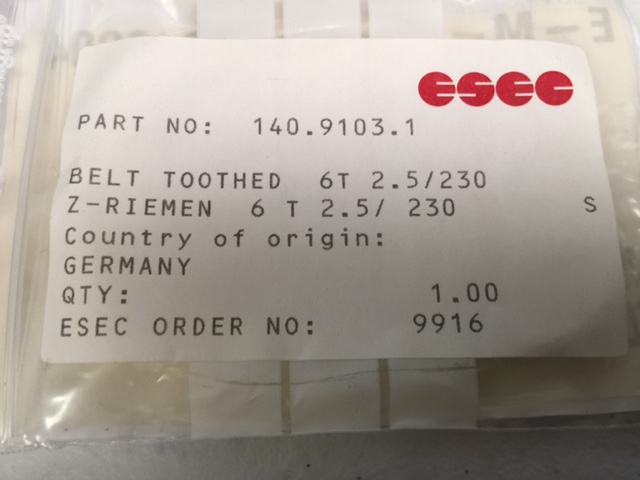 ESEC
PART NO: 140.9103.1
BELT TOOTHED 6T 2.5/230
Z-RIEMEN 6 T 2.5/ 230 S
Country of origin:
GERMANY
QTY: 1.00
ESEC ORDER NO: 9916